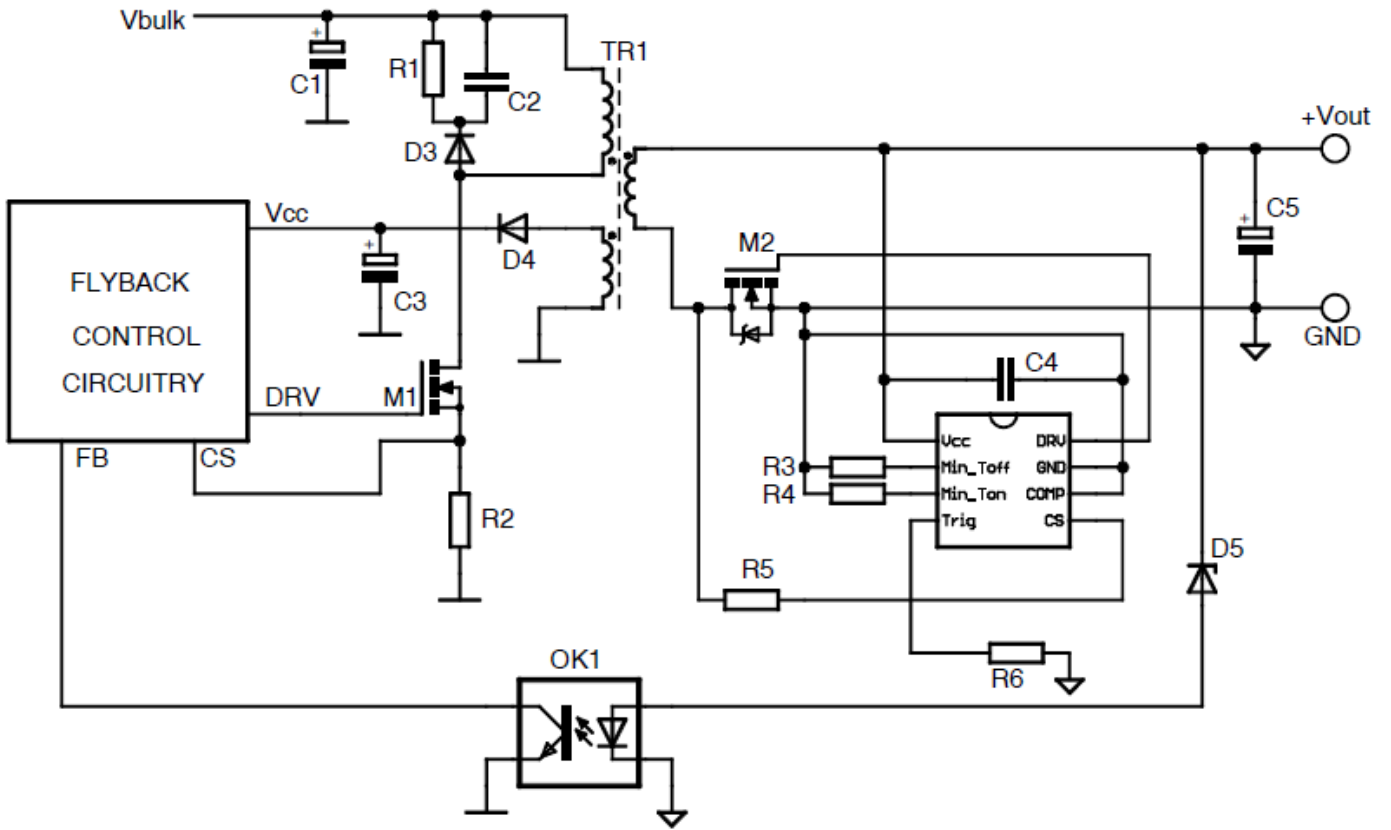 Vbulk
TR1
+ C1
R1
C2
+Vout
D3
Vcc
+ C5
M2
D4
+ C3
FLYBACK
CONTROL
CIRCUITRY
GND
C4
DRV
M1
Vcc DRV
R3 Min_Toff GND
R4 Min_Ton COMP
Trig CS
FB CS
R2
D5
R5
OK1
R6